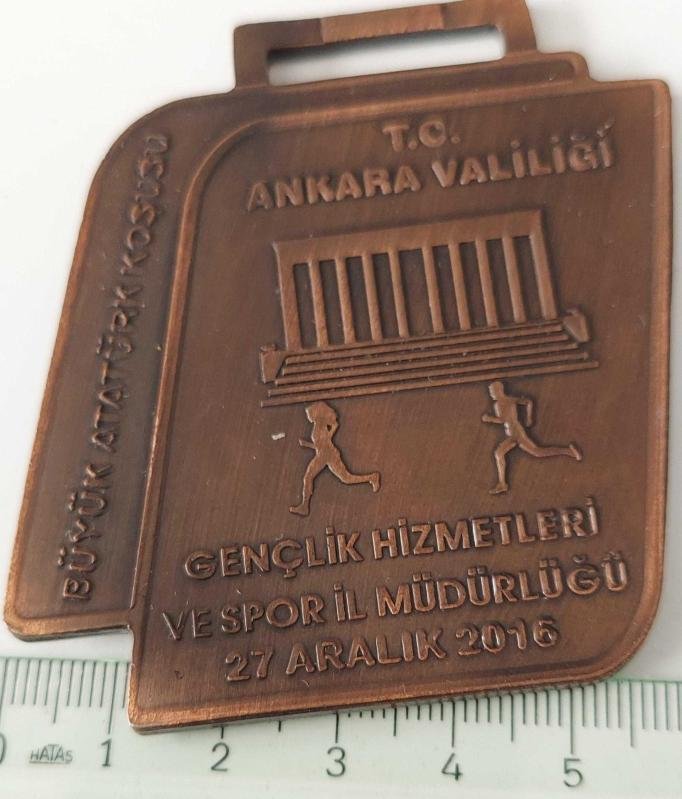 T.C.
ANKARA VALİLİĞİ
BÜYÜK ATATÜRK KOŞUSU
GENÇLİK HİZMETLERİ
VE SPOR İL MÜDÜRLÜĞÜ
27 ARALIK 2016
0 HATAS 1 2 3 4 5